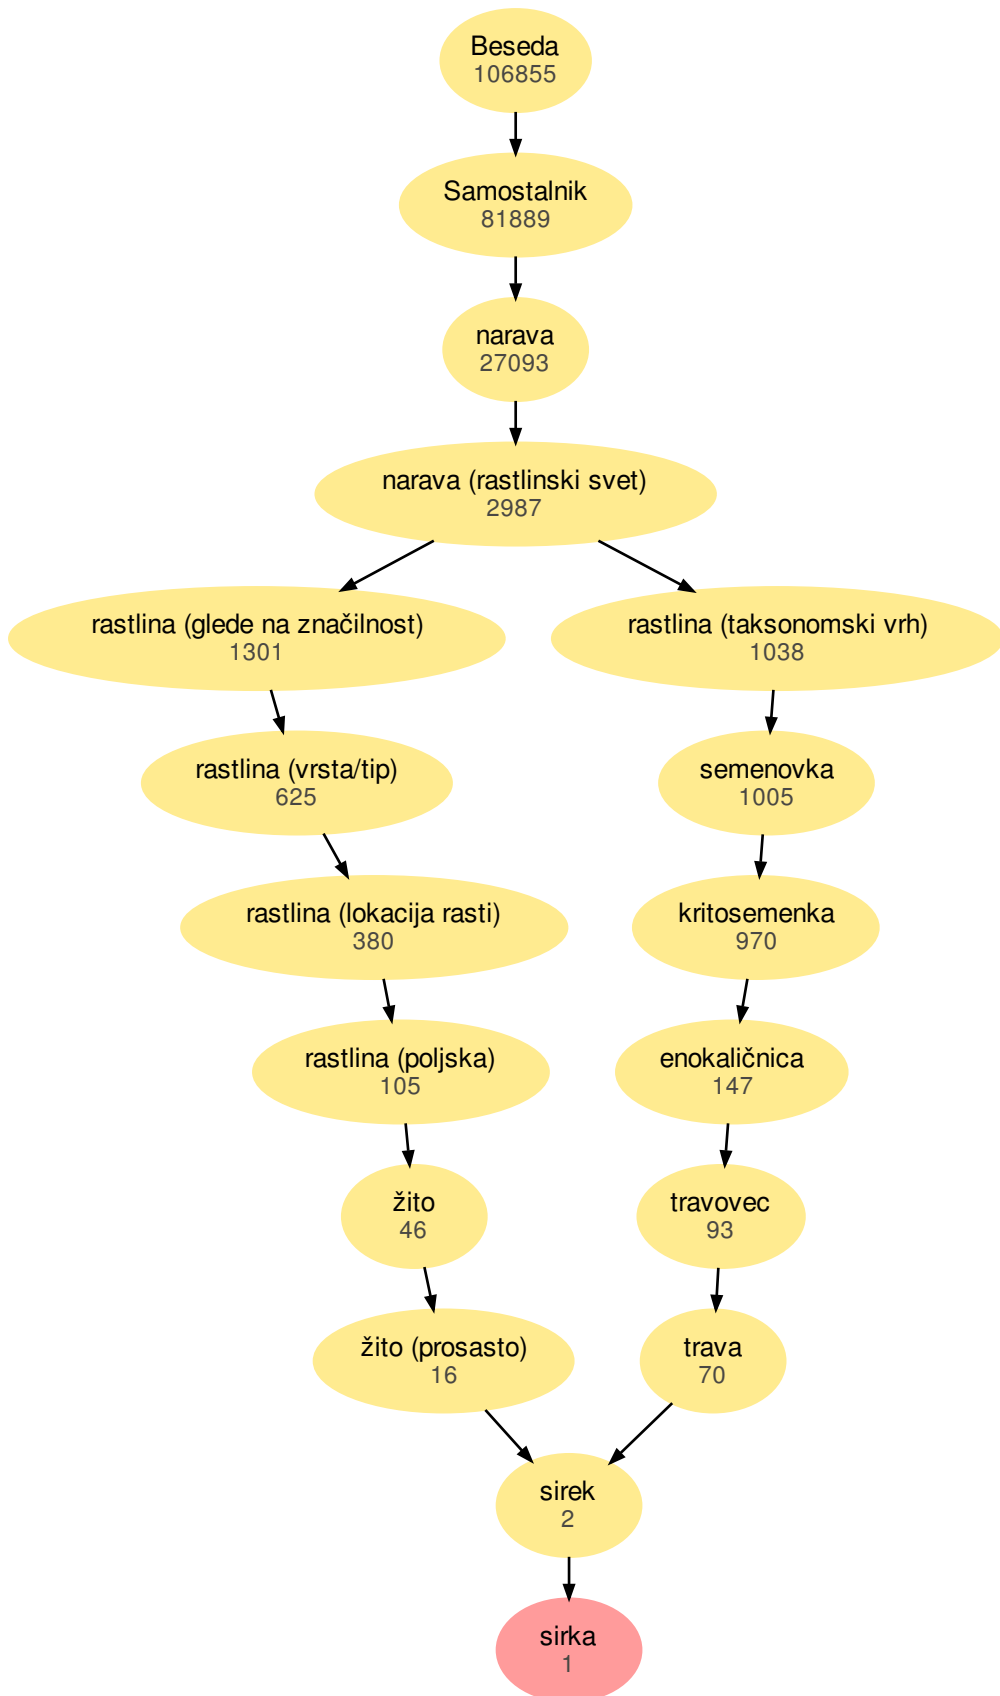 Beseda
106855
Samostalnik
81889
narava
27093
narava (rastlinski svet)
2987
rastlina (glede na značilnost)
1301
rastlina (taksonomski vrh)
1038
rastlina (vrsta/tip)
625
semenovka
1005
rastlina (lokacija rasti)
380
kritosemenka
970
rastlina (poljska)
105
enokaličnica
147
žito
46
travovec
93
žito (prosasto)
16
trava
70
sirek
2
sirka
1